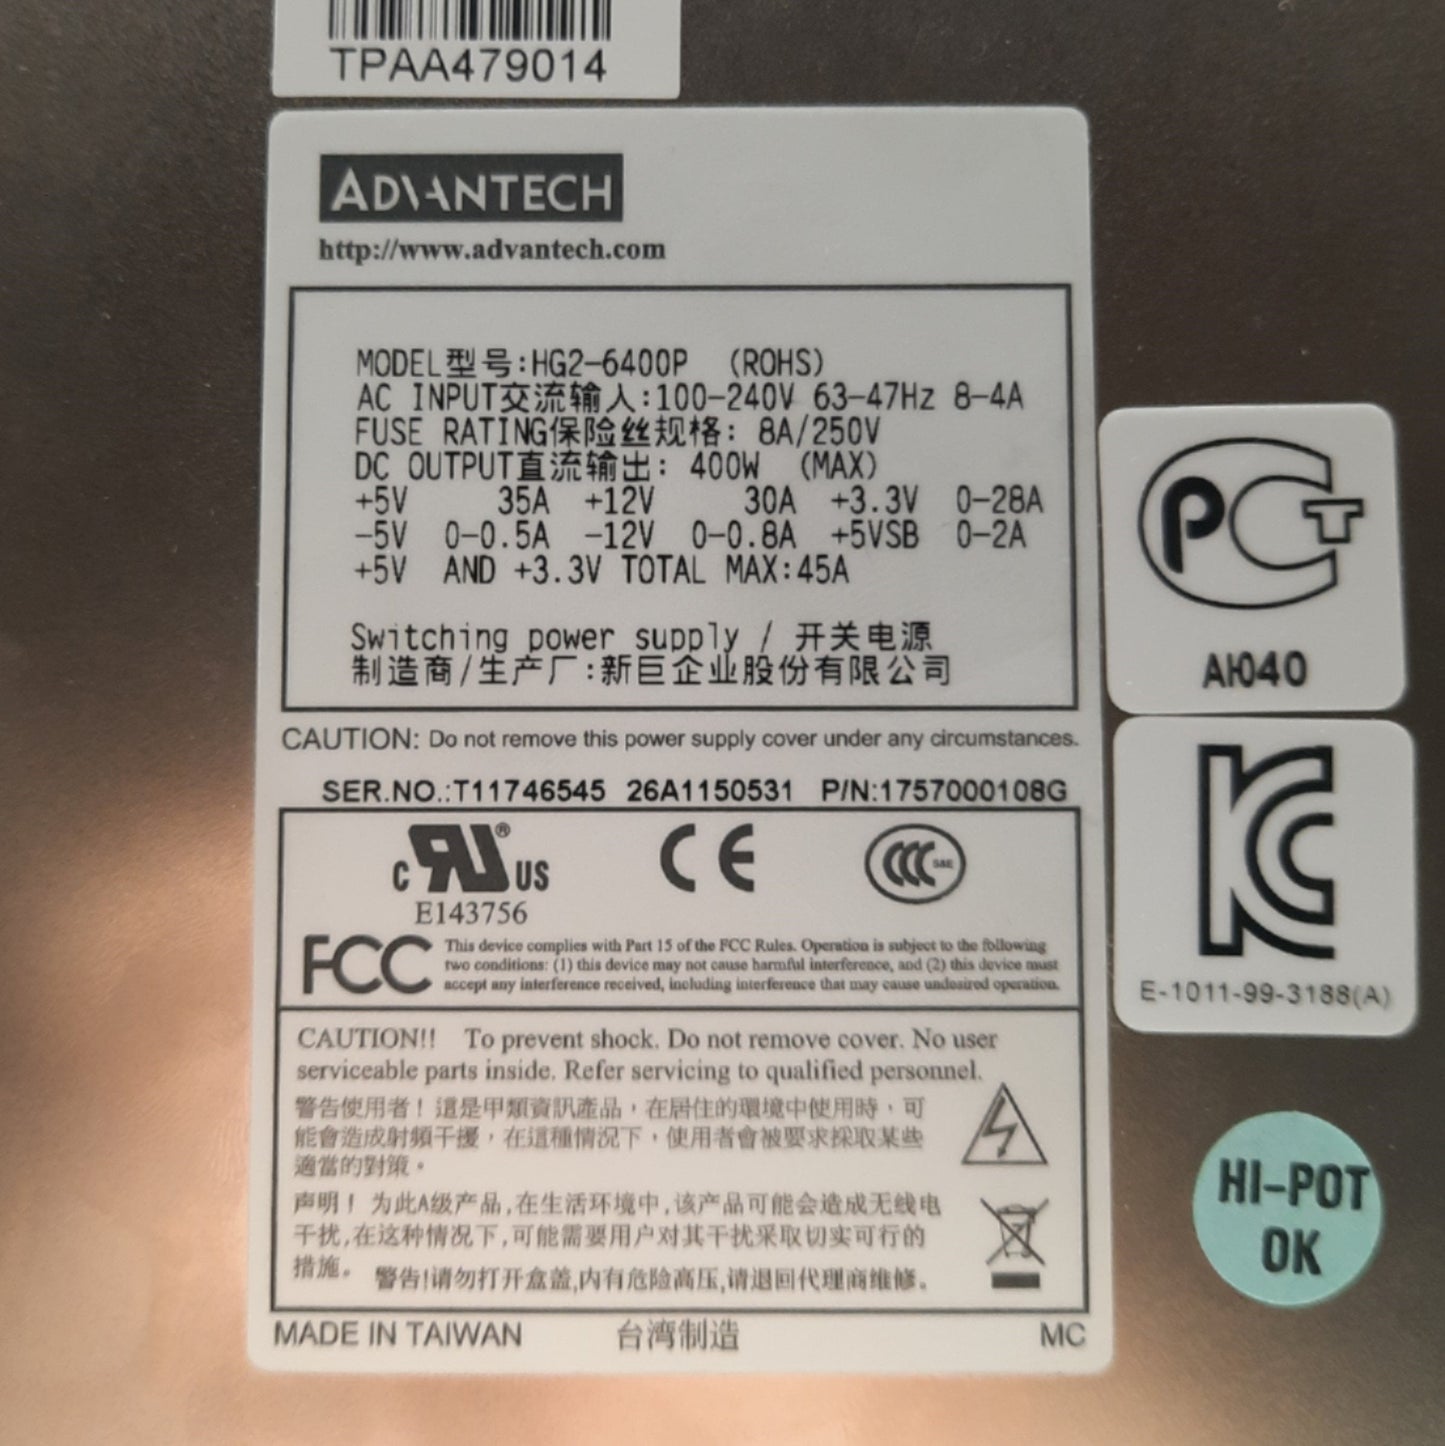 TPAA479014
ADVANTECH
http://www.advantech.com
MODEL型号:HG2-6400P (ROHS)
AC INPUT交流输入:100-240V 63-47Hz 8-4A
FUSE RATING保险丝规格: 8A/250V
DC OUTPUT直流输出: 400W (MAX)
+5V 35A +12V 30A +3.3V 0-28A
-5V 0-0.5A -12V 0-0.8A +5VSB 0-2A
+5V AND +3.3V TOTAL MAX:45A
Switching power supply / 开关电源
制造商/生产厂:新巨企业股份有限公司
CAUTION: Do not remove this power supply cover under any circumstances.
SER.NO.:T11746545 26A1150531 P/N:1757000108G
c RU® US CE CCC S&E
E143756
FCC This device complies with Part 15 of the FCC Rules. Operation is subject to the following
two conditions: (1) this device may not cause harmful interference, and (2) this device must
accept any interference received, including interference that may cause undesired operation.
CAUTION!! To prevent shock. Do not remove cover. No user
serviceable parts inside. Refer servicing to qualified personnel.
警告使用者！這是甲類資訊產品，在居住的環境中使用時，可
能會造成射頻干擾，在這種情況下，使用者會被要求採取某些
適當的對策。
声明！为此A级产品,在生活环境中,该产品可能会造成无线电
干扰,在这种情况下,可能需要用户对其干扰采取切实可行的
措施。 警告!请勿打开盒盖,内有危险高压,请退回代理商维修。
MADE IN TAIWAN 台湾制造 MC
PCT
АЮ40
KC
E-1011-99-3188(A)
HI-POT
OK